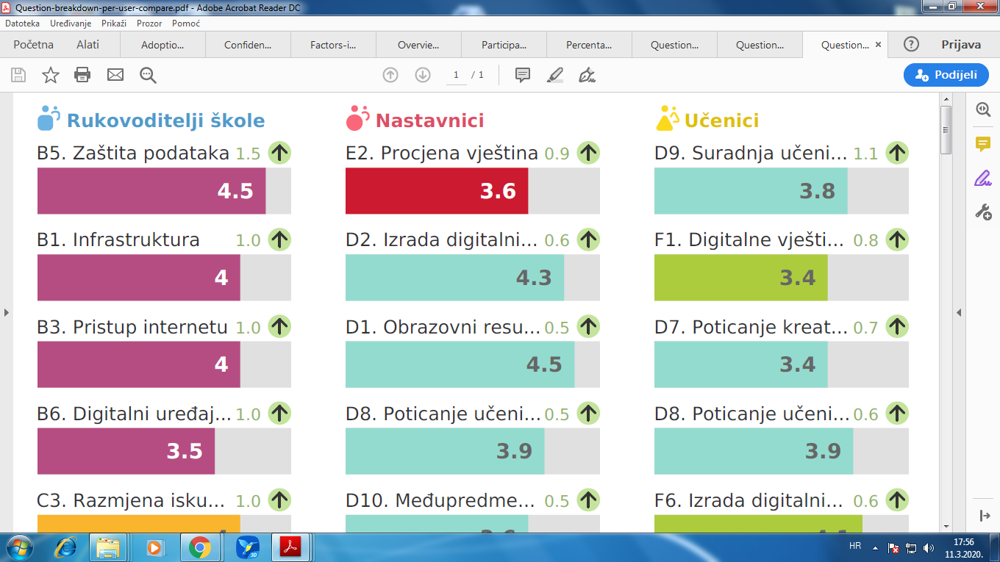 Question-breakdown-per-user-compare.pdf - Adobe Acrobat Reader DC
Datoteka Uređivanje Prikaži Prozor Pomoć
Početna Alati Adoptio... Confiden... Factors-i... Overvie... Participa... Percenta... Question... Question... Question... × ? Prijava
1 / 1 Podijeli
Rukovoditelji škole
B5. Zaštita podataka 1.5
4.5
B1. Infrastruktura 1.0
4
B3. Pristup internetu 1.0
4
B6. Digitalni uređaj... 1.0
3.5
C3. Razmjena isku... 1.0
4
Nastavnici
E2. Procjena vještina 0.9
3.6
D2. Izrada digitalni... 0.6
4.3
D1. Obrazovni resu... 0.5
4.5
D8. Poticanje učeni... 0.5
3.9
D10. Međupredme... 0.5
3.6
Učenici
D9. Suradnja učeni... 1.1
3.8
F1. Digitalne vješti... 0.8
3.4
D7. Poticanje kreat... 0.7
3.4
D8. Poticanje učeni... 0.6
3.9
F6. Izrada digitalni... 0.6
4.1
3D
HR
17:56
11.3.2020.